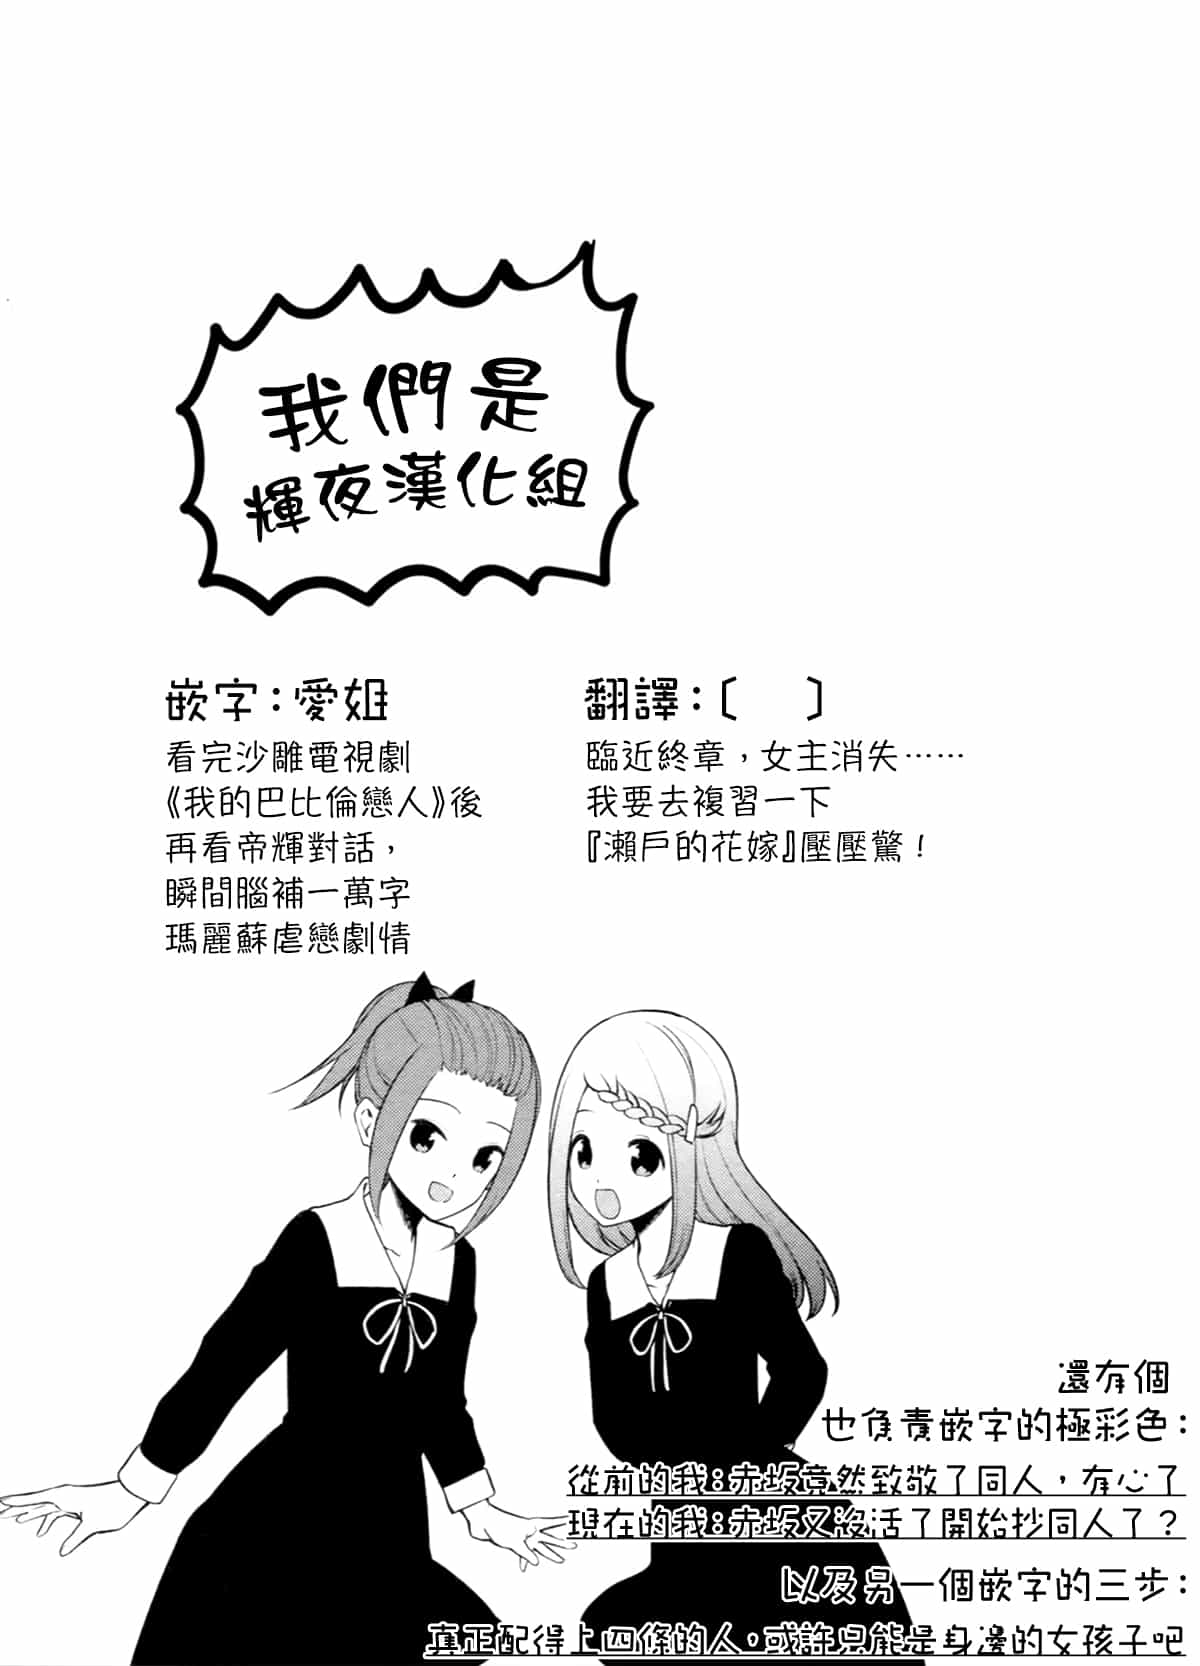 我們是
輝夜漢化組
嵌字：愛姐
看完沙雕電視劇
《我的巴比倫戀人》後
再看帝輝對話，
瞬間腦補一萬字
瑪麗蘇虐戀劇情
翻譯：〔　〕
臨近終章，女主消失……
我要去複習一下
『瀨戶的花嫁』壓壓驚！
還有個
也負責嵌字的極彩色：
從前的我：赤坂竟然致敬了同人，有心了
現在的我：赤坂又沒活了開始抄同人了？
以及另一個嵌字的三步：
真正配得上四條的人，或許只能是身邊的女孩子吧